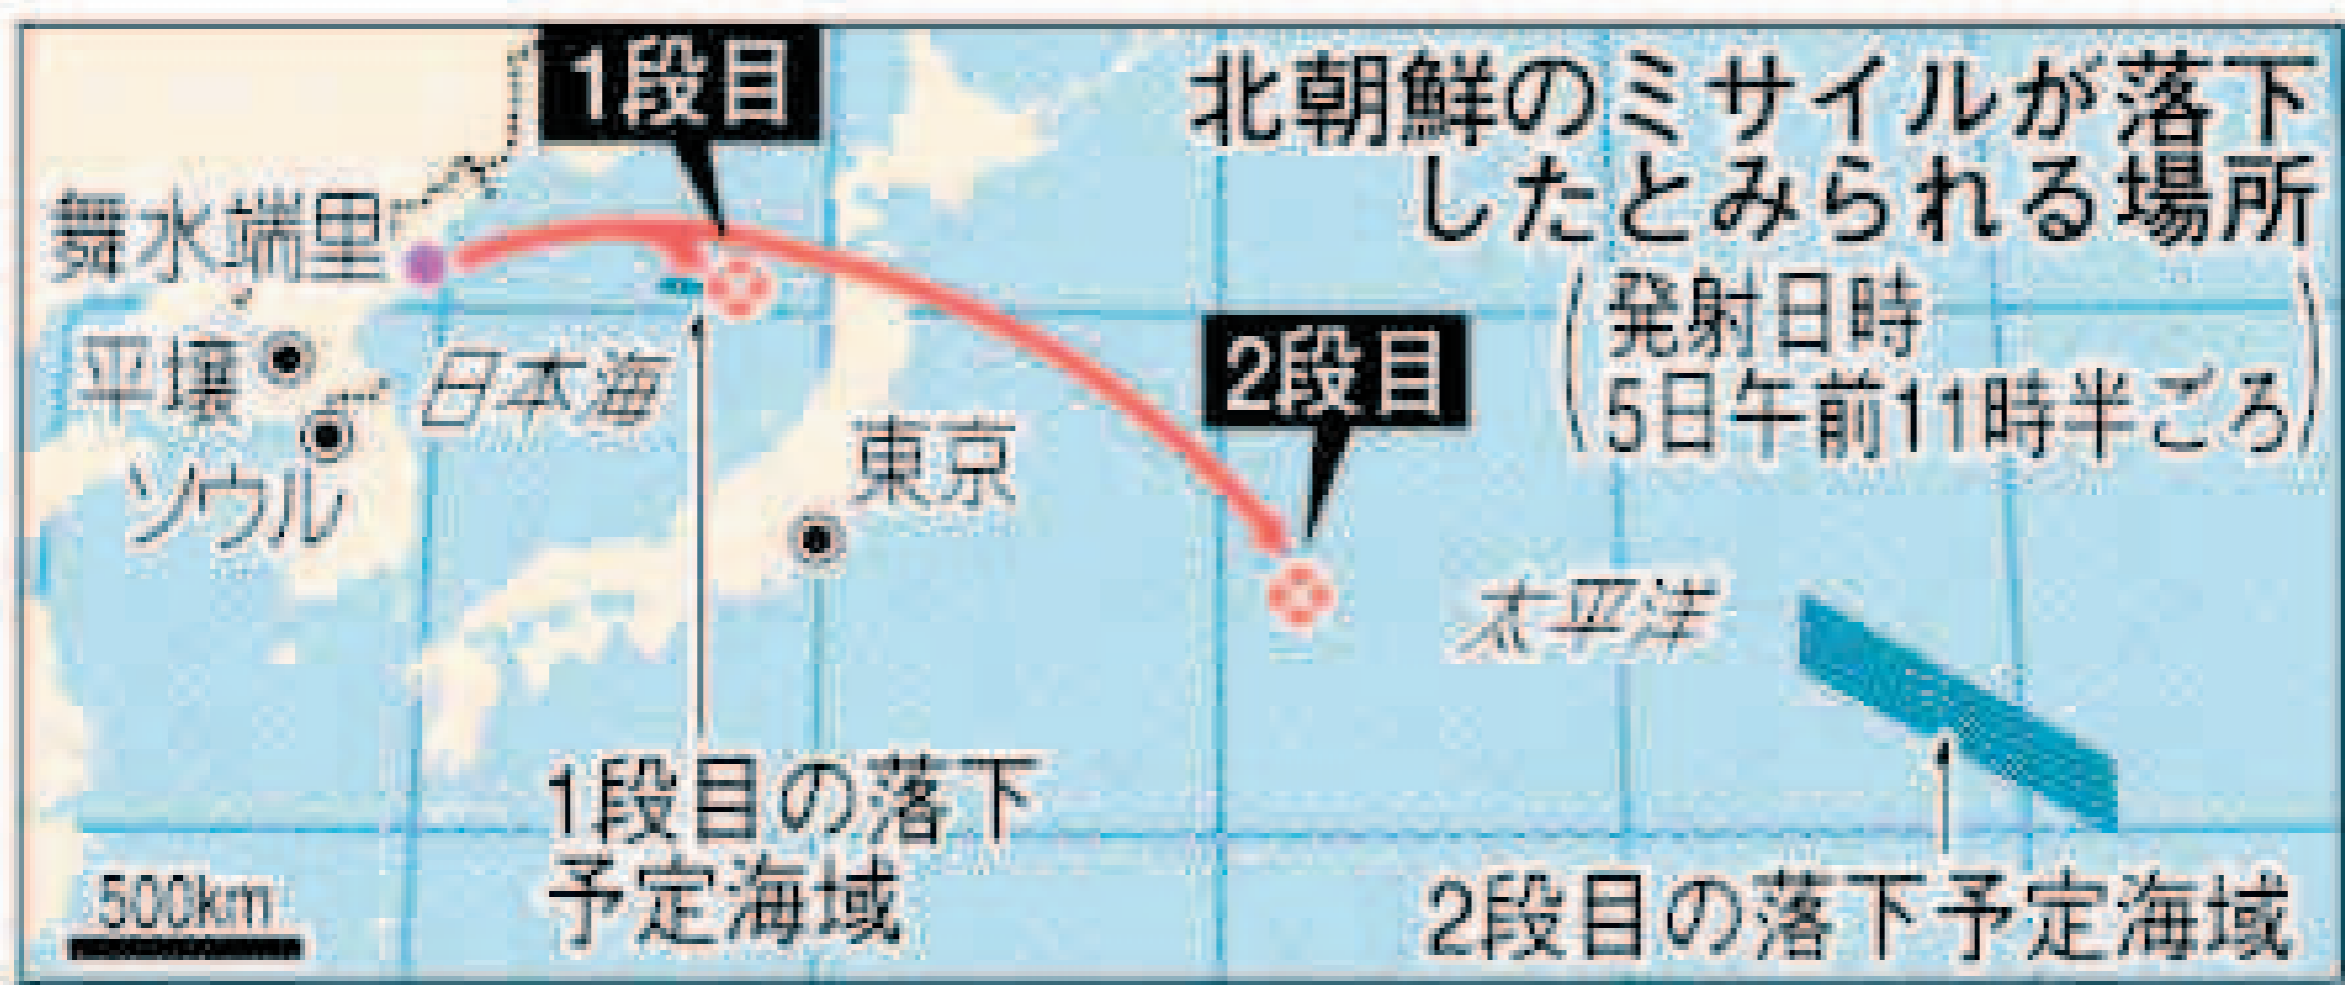 1段目
北朝鮮のミサイルが落下
したとみられる場所
(発射日時
5日午前11時半ごろ)
舞水端里
平壌
日本海
2段目
東京
ソウル
太平洋
1段目の落下
予定海域
500km
2段目の落下予定海域